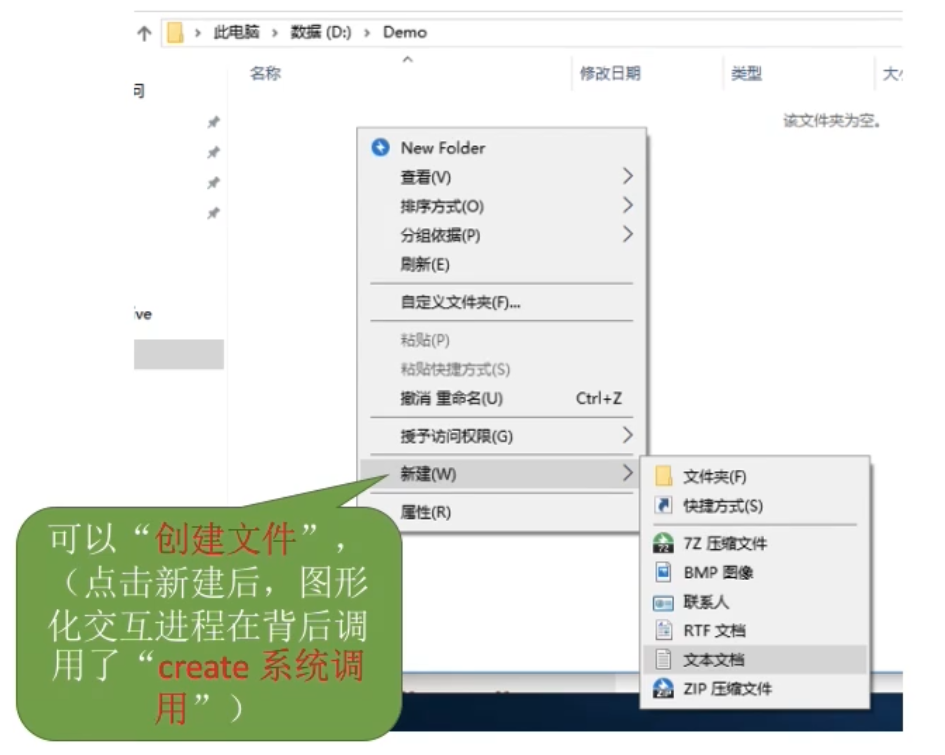 此电脑 › 数据 (D:) › Demo
名称 修改日期 类型
问
该文件夹为空。
New Folder
查看(V)
排序方式(O)
分组依据(P)
刷新(E)
ive
自定义文件夹(F)...
粘贴(P)
粘贴快捷方式(S)
撤消 重命名(U) Ctrl+Z
授予访问权限(G)
新建(W)
属性(R)
文件夹(F)
快捷方式(S)
7Z 压缩文件
BMP 图像
联系人
RTF 文档
文本文档
ZIP 压缩文件
可以“创建文件”，
（点击新建后，图形
化交互进程在背后调
用了“create 系统调
用”）